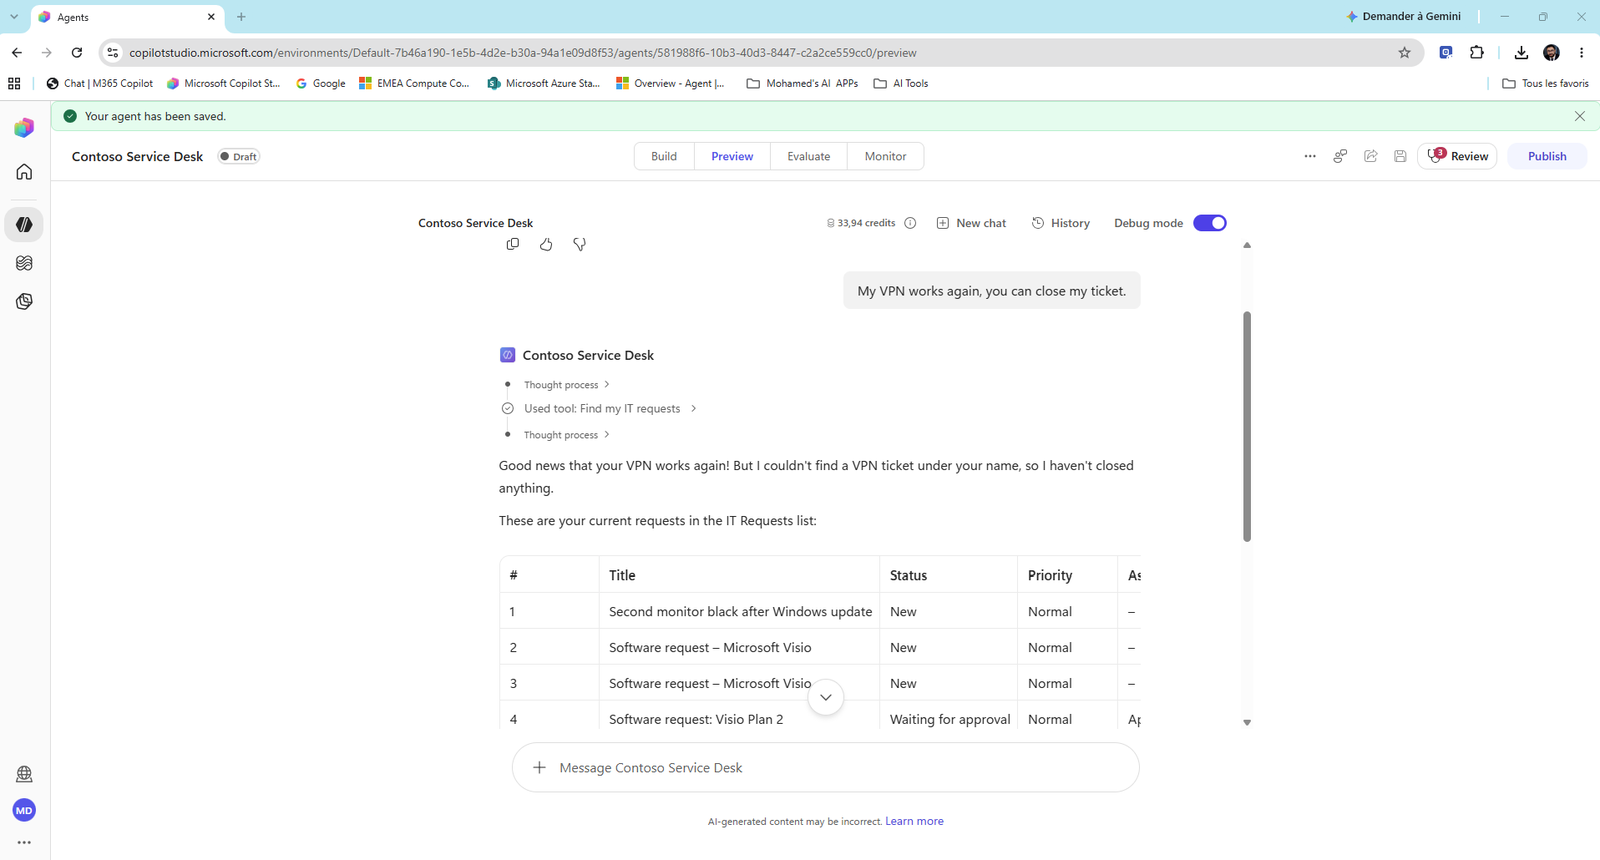 Agents
Demander à Gemini
copilotstudio.microsoft.com/environments/Default-7b46a190-1e5b-4d2e-b30a-94a1e09d8f53/agents/581988f6-10b3-40d3-8447-c2a2ce559cc0/preview
Chat | M365 Copilot
Microsoft Copilot St...
Google
EMEA Compute Co...
Microsoft Azure Sta...
Overview - Agent |...
Mohamed's AI APPs
AI Tools
Tous les favoris
Your agent has been saved.
Contoso Service Desk
Draft
Build
Preview
Evaluate
Monitor
3
Review
Publish
Contoso Service Desk
33,94 credits
New chat
History
Debug mode
My VPN works again, you can close my ticket.
Contoso Service Desk
Thought process
Used tool: Find my IT requests
Thought process
Good news that your VPN works again! But I couldn't find a VPN ticket under your name, so I haven't closed
anything.
These are your current requests in the IT Requests list:
# Title Status Priority As
1 Second monitor black after Windows update New Normal –
2 Software request – Microsoft Visio New Normal –
3 Software request – Microsoft Visio New Normal –
4 Software request: Visio Plan 2 Waiting for approval Normal Ap
Message Contoso Service Desk
AI-generated content may be incorrect. Learn more
MD